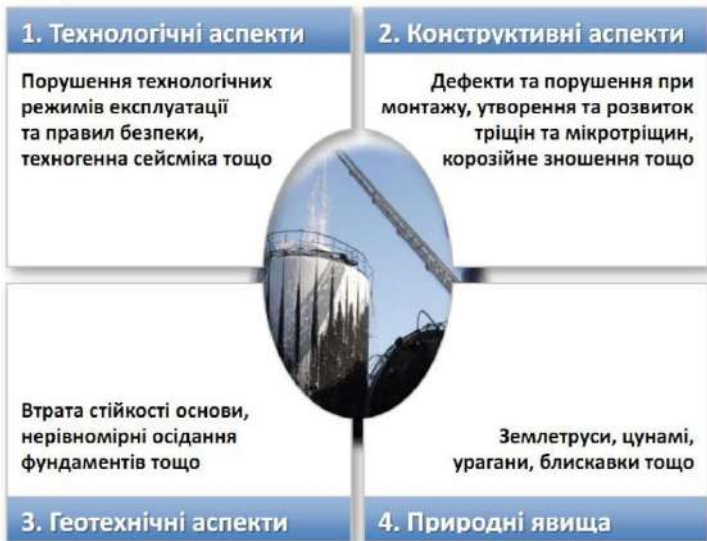 1. Технологічні аспекти
Порушення технологічних
режимів експлуатації
та правил безпеки,
техногенна сейсміка тощо
2. Конструктивні аспекти
Дефекти та порушення при
монтажу, утворення та розвиток
тріщин та мікротріщин,
корозійне зношення тощо
Втрата стійкості основи,
нерівномірні осідання
фундаментів тощо
3. Геотехнічні аспекти
Землетруси, цунамі,
урагани, блискавки тощо
4. Природні явища